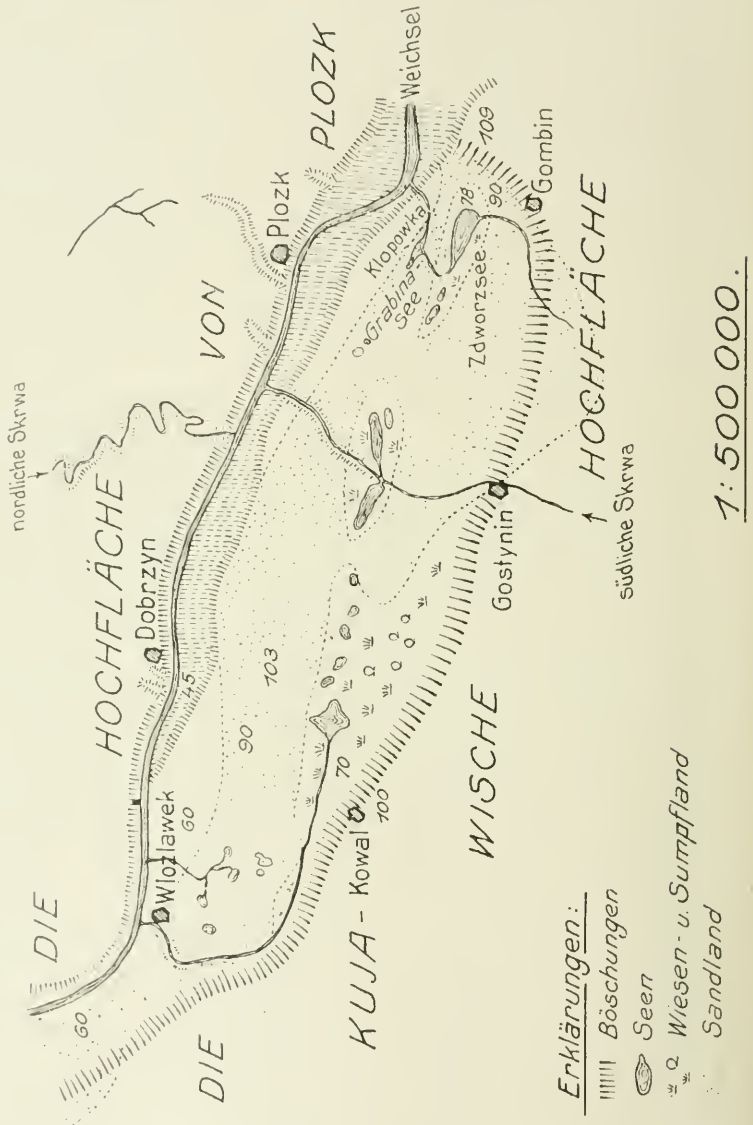 DIE HOCHFLÄCHE VON PLOZK
nördliche Skrwa
Plozk
Weichsel
Dobrzyn
Wlozlawek
60
60
45
90
103
Klopowka
Grabina-
See
Zdworzsee
78
90
109
Gombin
70
100
Kowal
Gostynin
südliche Skrwa
DIE KUJA-WISCHE HOCHFLÄCHE
Erklärungen:
Böschungen
Seen
Wiesen- u. Sumpfland
Sandland
1:500 000.